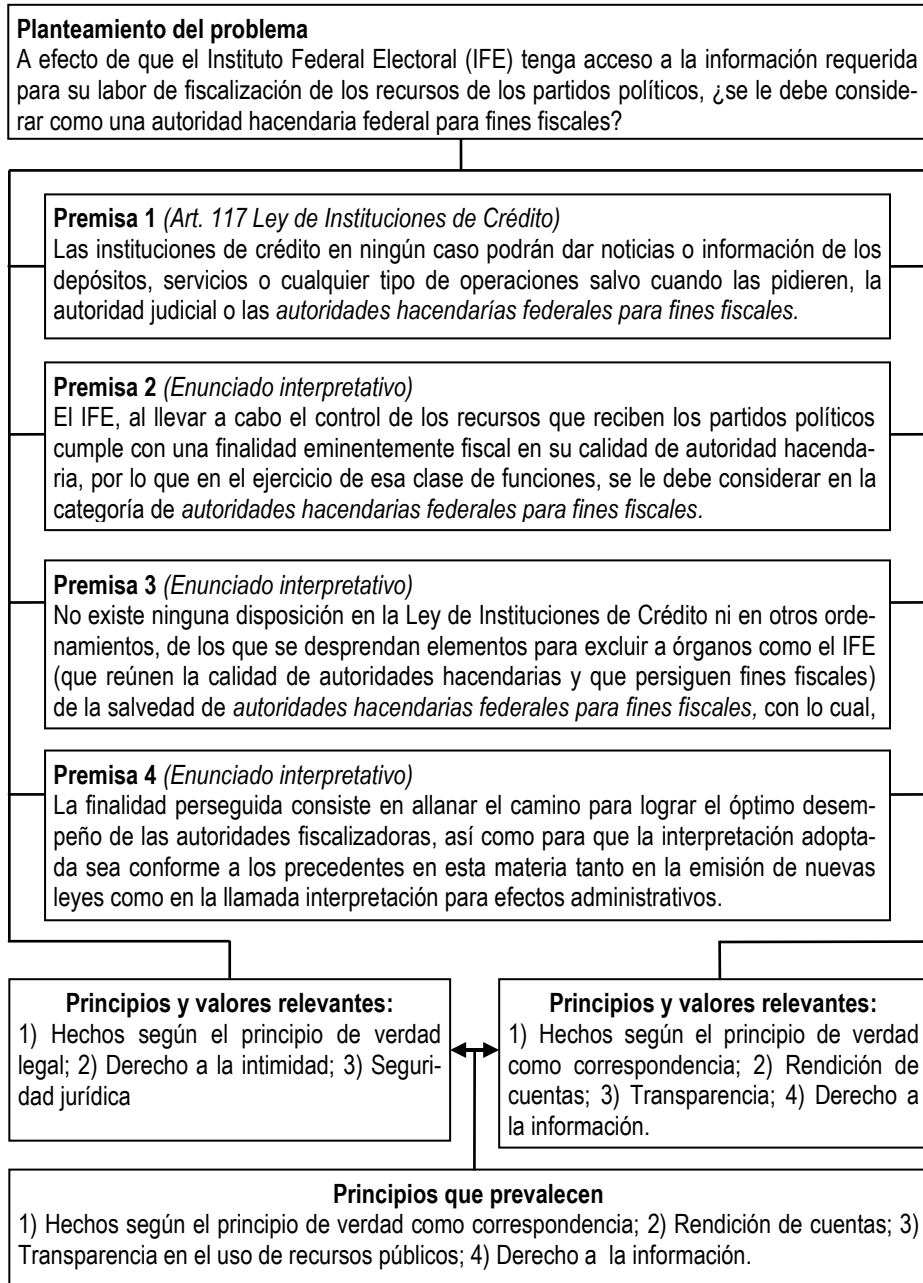 Planteamiento del problema
A efecto de que el Instituto Federal Electoral (IFE) tenga acceso a la información requerida
para su labor de fiscalización de los recursos de los partidos políticos, ¿se le debe conside-
rar como una autoridad hacendaria federal para fines fiscales?
Premisa 1 (Art. 117 Ley de Instituciones de Crédito)
Las instituciones de crédito en ningún caso podrán dar noticias o información de los
depósitos, servicios o cualquier tipo de operaciones salvo cuando las pidieren, la
autoridad judicial o las autoridades hacendarías federales para fines fiscales.
Premisa 2 (Enunciado interpretativo)
El IFE, al llevar a cabo el control de los recursos que reciben los partidos políticos
cumple con una finalidad eminentemente fiscal en su calidad de autoridad hacenda-
ria, por lo que en el ejercicio de esa clase de funciones, se le debe considerar en la
categoría de autoridades hacendarias federales para fines fiscales.
Premisa 3 (Enunciado interpretativo)
No existe ninguna disposición en la Ley de Instituciones de Crédito ni en otros orde-
namientos, de los que se desprendan elementos para excluir a órganos como el IFE
(que reúnen la calidad de autoridades hacendarias y que persiguen fines fiscales)
de la salvedad de autoridades hacendarias federales para fines fiscales, con lo cual,
Premisa 4 (Enunciado interpretativo)
La finalidad perseguida consiste en allanar el camino para lograr el óptimo desem-
peño de las autoridades fiscalizadoras, así como para que la interpretación adopta-
da sea conforme a los precedentes en esta materia tanto en la emisión de nuevas
leyes como en la llamada interpretación para efectos administrativos.
Principios y valores relevantes:
1) Hechos según el principio de verdad
legal; 2) Derecho a la intimidad; 3) Seguri-
dad jurídica
Principios y valores relevantes:
1) Hechos según el principio de verdad
como correspondencia; 2) Rendición de
cuentas; 3) Transparencia; 4) Derecho a
la información.
Principios que prevalecen
1) Hechos según el principio de verdad como correspondencia; 2) Rendición de cuentas; 3)
Transparencia en el uso de recursos públicos; 4) Derecho a la información.